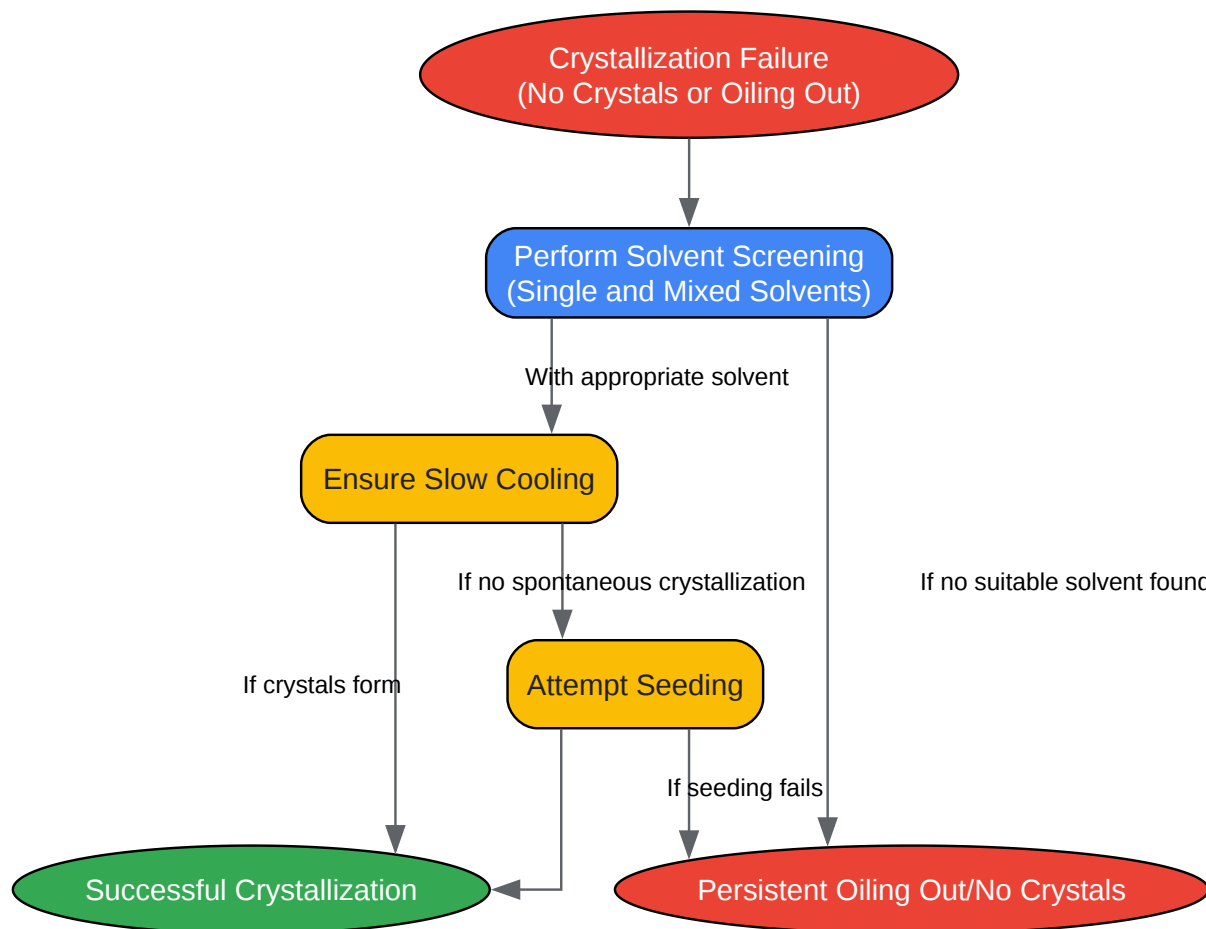 Crystallization Failure
(No Crystals or Oiling Out)
Perform Solvent Screening
(Single and Mixed Solvents)
With appropriate solvent
Ensure Slow Cooling
If no spontaneous crystallization
If no suitable solvent found
If crystals form
Attempt Seeding
If seeding fails
Successful Crystallization
Persistent Oiling Out/No Crystals